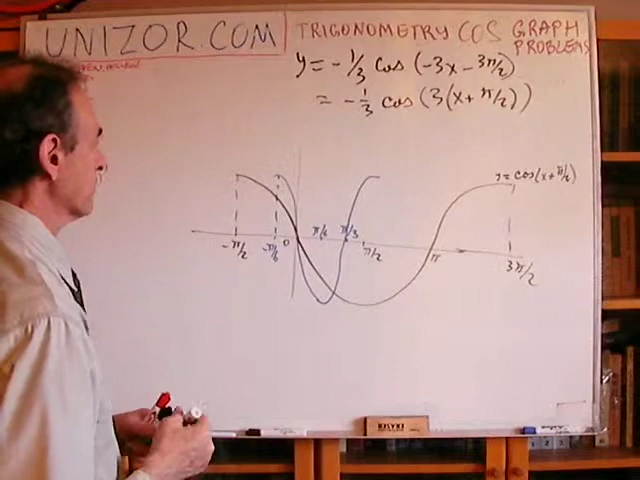 UNIZOR.COM
TRIGONOMETRY COS GRAPH
PROBLEMS
y = -1/3 cos (-3x - 3π/2)
= -1/3 cos (3(x + π/2))
y = cos(x + π/2)
-π/2
-π/6
0
π/6
π/3
π/2
π
3π/2